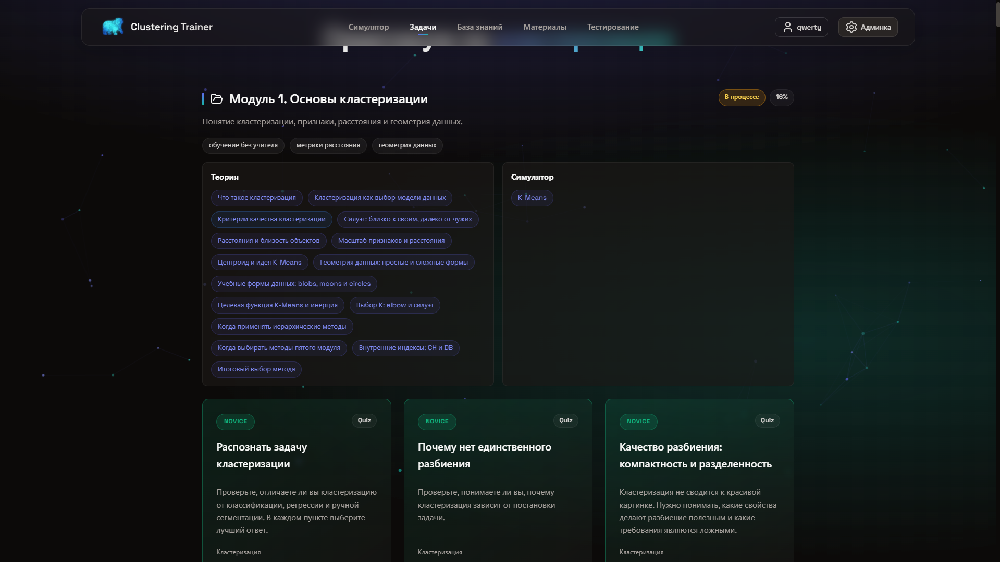 Clustering Trainer
Симулятор
Задачи
База знаний
Материалы
Тестирование
qwerty
Админка
Модуль 1. Основы кластеризации
В процессе
16%
Понятие кластеризации, признаки, расстояния и геометрия данных.
обучение без учителя
метрики расстояния
геометрия данных
Теория
Что такое кластеризация
Кластеризация как выбор модели данных
Критерии качества кластеризации
Силуэт: близко к своим, далеко от чужих
Расстояния и близость объектов
Масштаб признаков и расстояния
Центроид и идея K-Means
Геометрия данных: простые и сложные формы
Учебные формы данных: blobs, moons и circles
Целевая функция K-Means и инерция
Выбор K: elbow и силуэт
Когда применять иерархические методы
Когда выбирать методы пятого модуля
Внутренние индексы: CH и DB
Итоговый выбор метода
Симулятор
K-Means
NOVICE
Quiz
Распознать задачу
кластеризации
Проверьте, отличаете ли вы кластеризацию
от классификации, регрессии и ручной
сегментации. В каждом пункте выберите
лучший ответ.
Кластеризация
NOVICE
Quiz
Почему нет единственного
разбиения
Проверьте, понимаете ли вы, почему
кластеризация зависит от постановки
задачи.
Кластеризация
NOVICE
Quiz
Качество разбиения:
компактность и разделенность
Кластеризация не сводится к красивой
картинке. Нужно понимать, какие свойства
делают разбиение полезным и какие
требования являются ложными.
Кластеризация